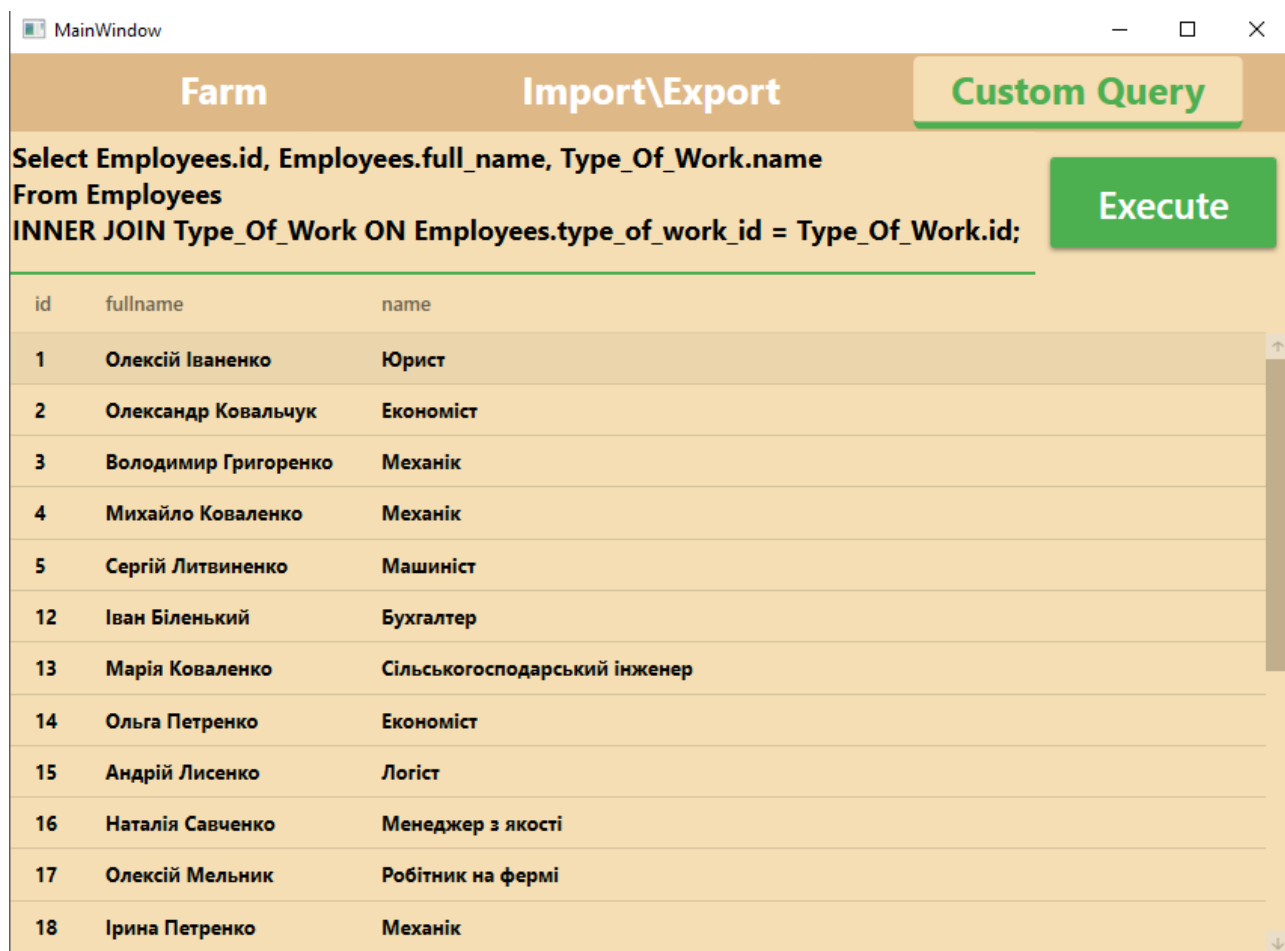 MainWindow
Farm Import\Export Custom Query
Select Employees.id, Employees.full_name, Type_Of_Work.name
From Employees
INNER JOIN Type_Of_Work ON Employees.type_of_work_id = Type_Of_Work.id;
Execute
id fullname name
1 Олексій Іваненко Юрист
2 Олександр Ковальчук Економіст
3 Володимир Григоренко Механік
4 Михайло Коваленко Механік
5 Сергій Литвиненко Машиніст
12 Іван Біленький Бухгалтер
13 Марія Коваленко Сільськогосподарський інженер
14 Ольга Петренко Економіст
15 Андрій Лисенко Логіст
16 Наталія Савченко Менеджер з якості
17 Олексій Мельник Робітник на фермі
18 Ірина Петренко Механік